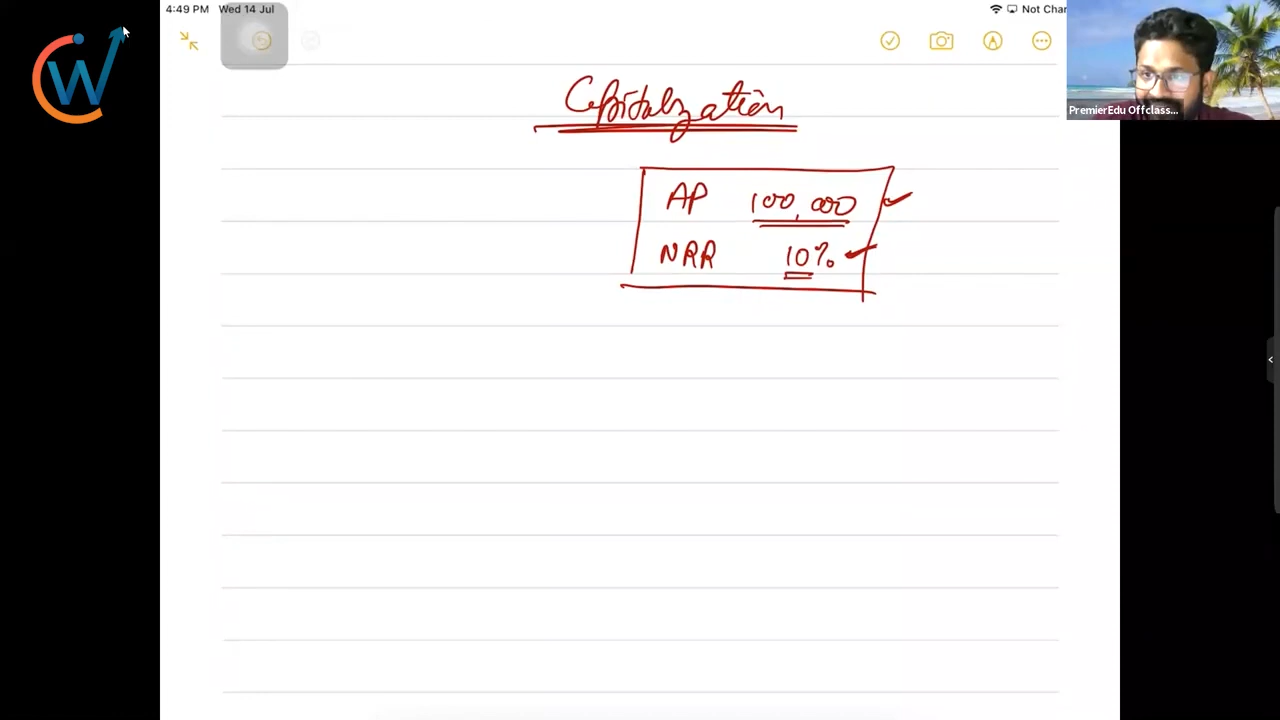 4:49 PM Wed 14 Jul
Not Char
W
PremierEdu Offclass...
Capitalization
AP 100,000
NRR 10%